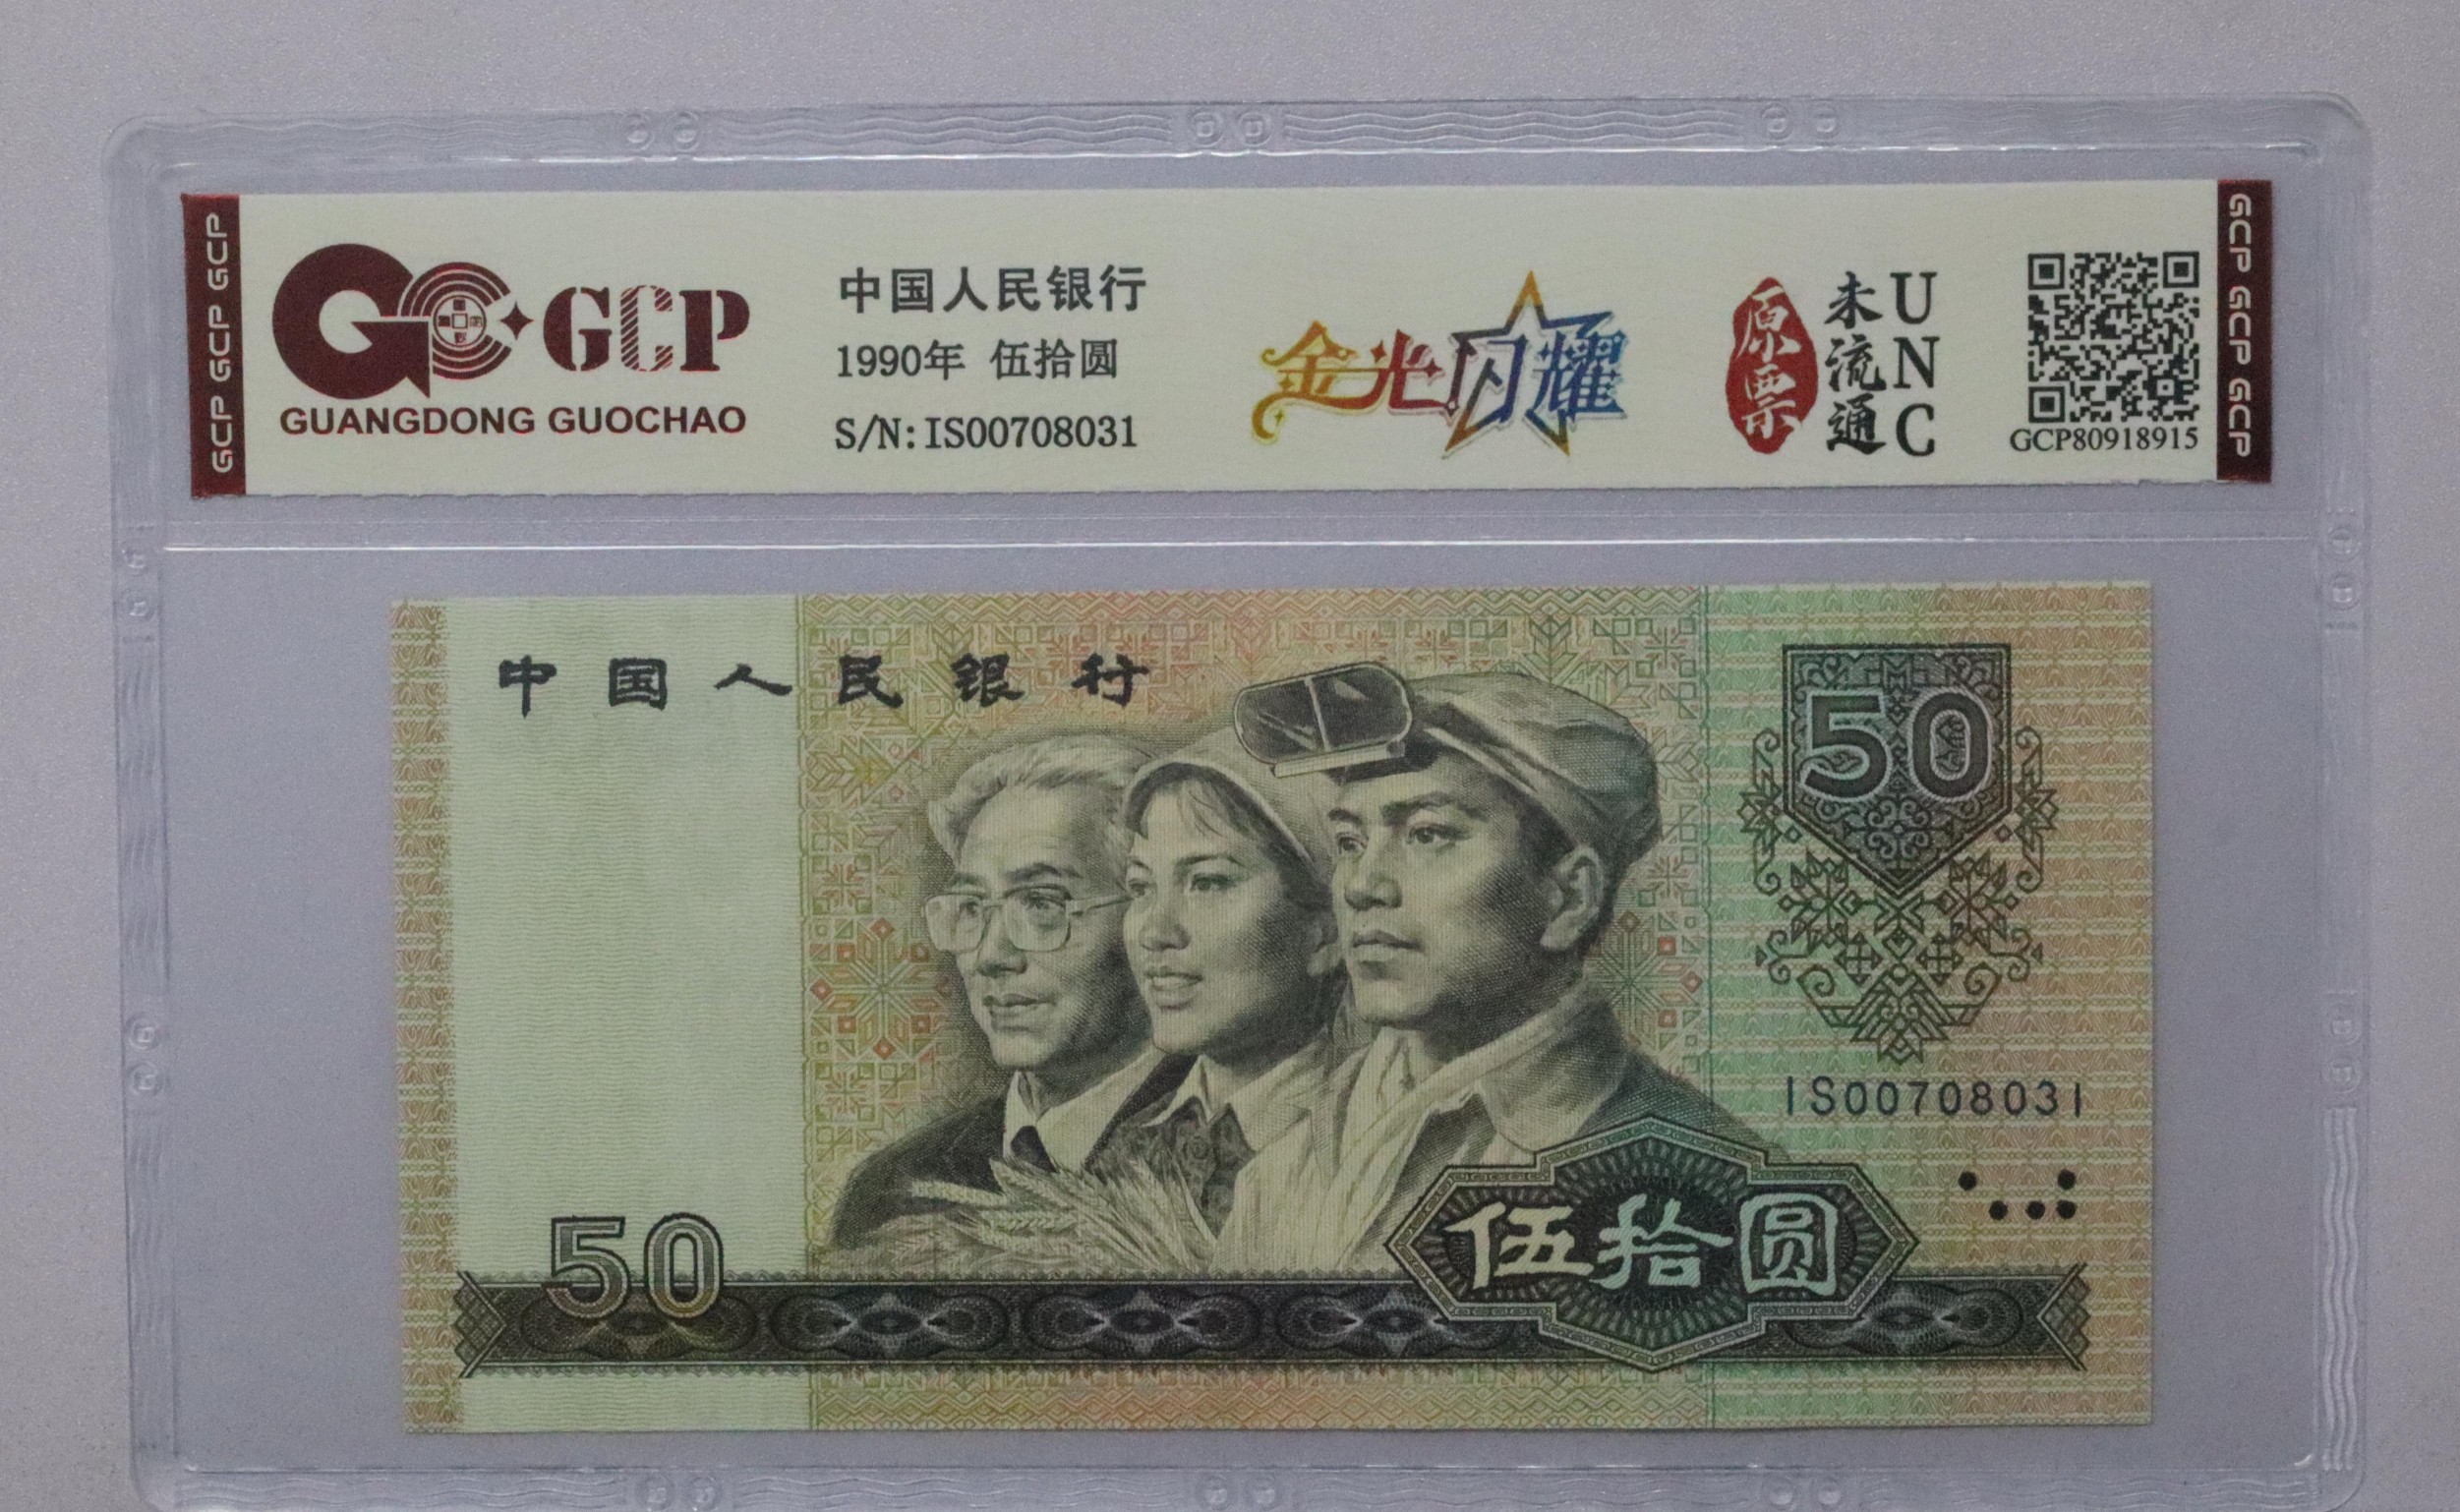 GCP GCP GCP
GCP
GUANGDONG GUOCHAO
中国人民银行
1990年 伍拾圆
S/N:IS00708031
金光闪耀
原票
未流通
UNC
GCP80918915
GCP GCP GCP
中国人民银行
50
IS00708031
50
伍拾圆